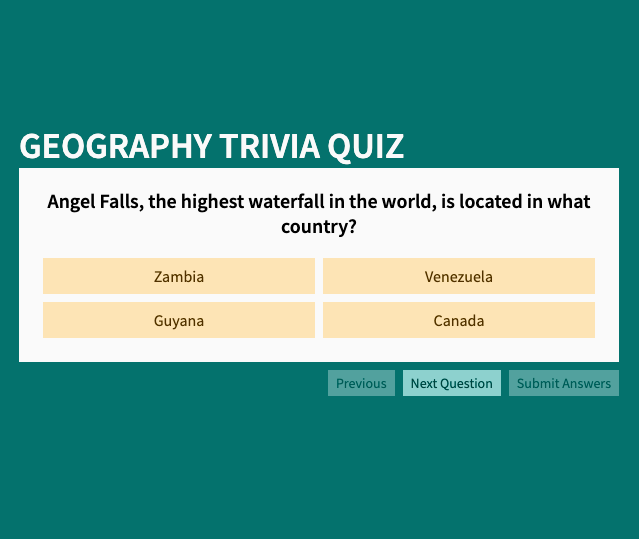 GEOGRAPHY TRIVIA QUIZ
Angel Falls, the highest waterfall in the world, is located in what
country?
Zambia
Venezuela
Guyana
Canada
Previous
Next Question
Submit Answers